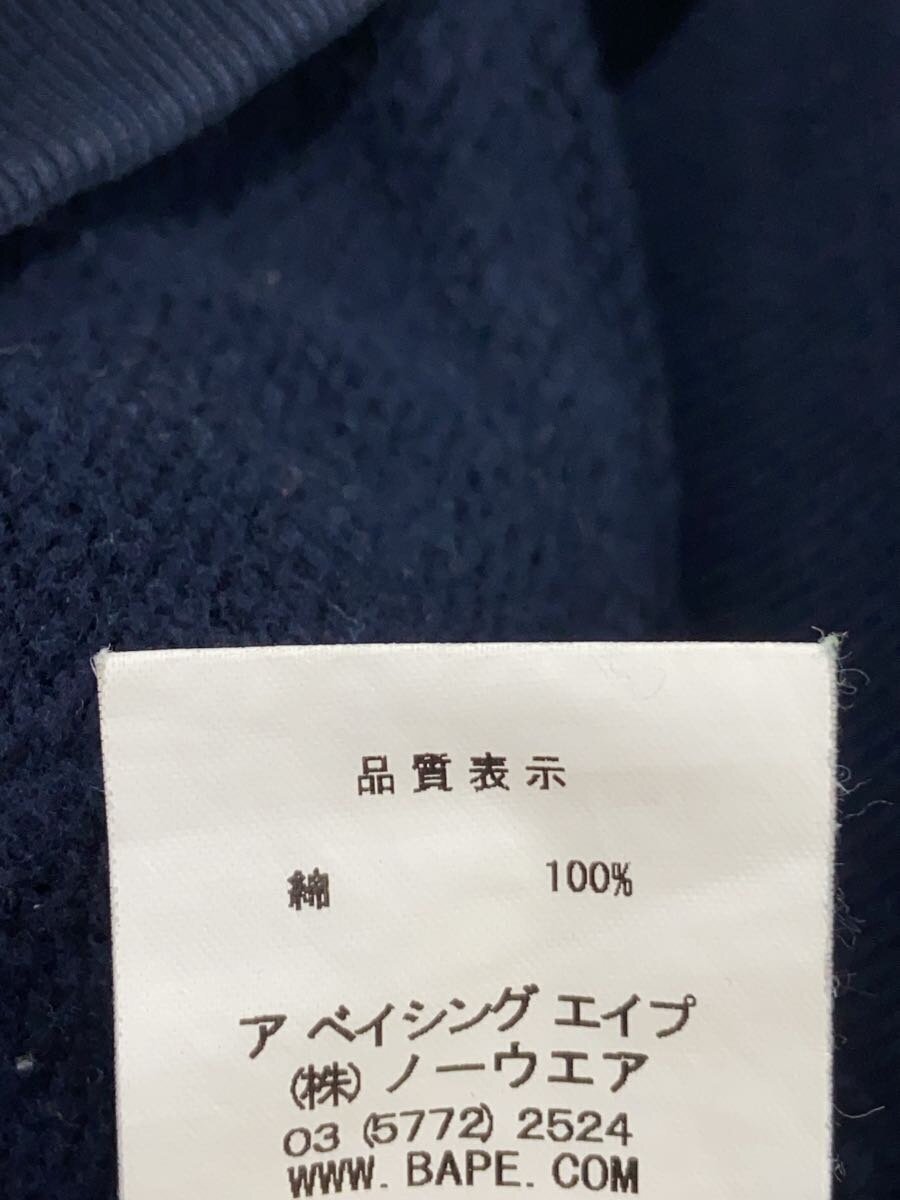 品質表示
綿 100%
ア ベイシング エイプ
(株) ノーウエア
03 (5772) 2524
WWW. BAPE. COM